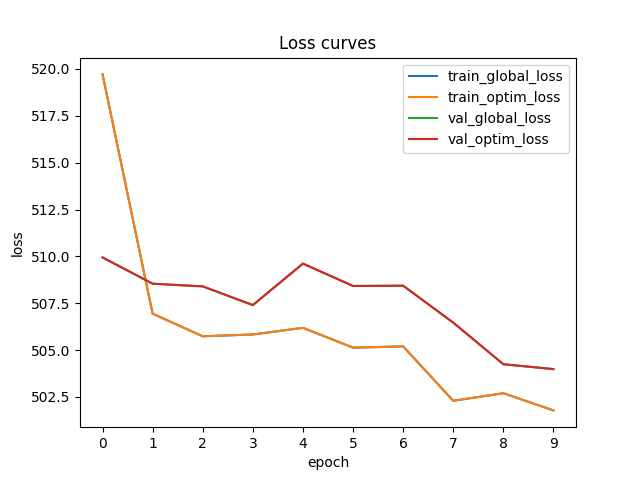 Loss curves
train_global_loss
train_optim_loss
val_global_loss
val_optim_loss
520.0
517.5
515.0
512.5
510.0
507.5
505.0
502.5
loss
0 1 2 3 4 5 6 7 8 9
epoch